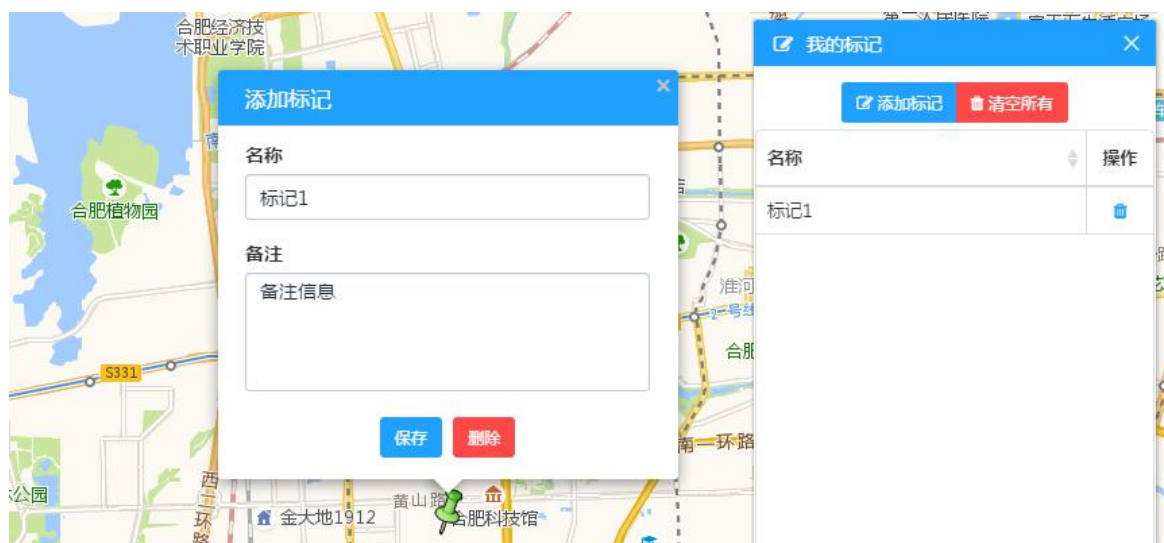 合肥经济技
术职业学院
我的标记
添加标记
清空所有
名称
操作
标记1
添加标记
名称
标记1
备注
备注信息
保存
删除
合肥植物园
S331
淮河
2号线
合肥
南一环路
公园
西二环路
黄山路
金大地1912
合肥科技馆